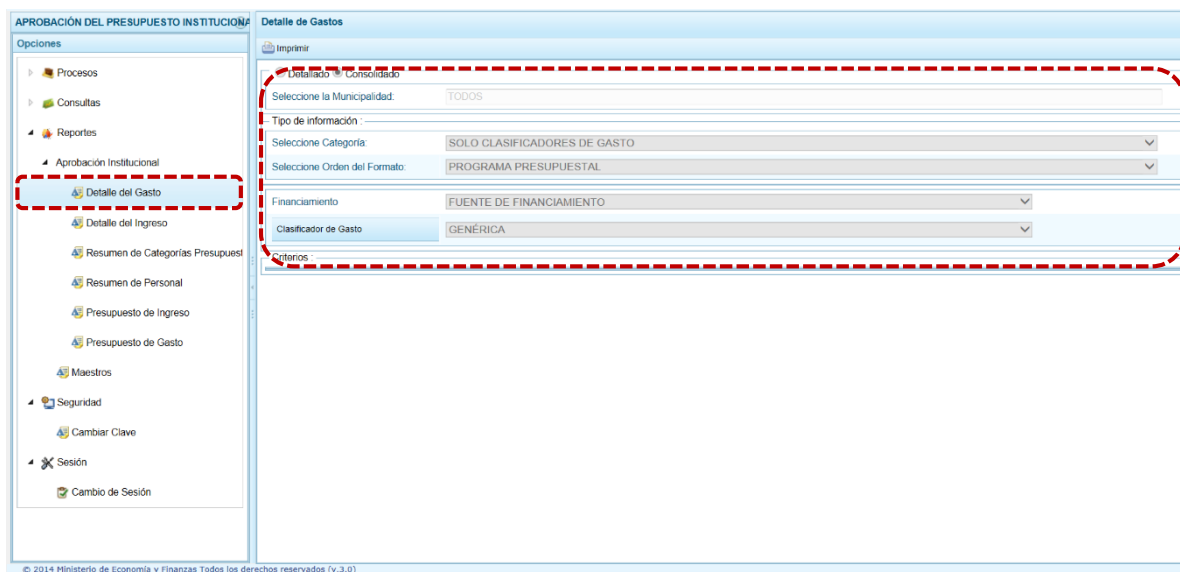 APROBACIÓN DEL PRESUPUESTO INSTITUCIONA
Opciones
Procesos
Consultas
Reportes
Aprobación Institucional
Detalle del Gasto
Detalle del Ingreso
Resumen de Categorías Presupuest
Resumen de Personal
Presupuesto de Ingreso
Presupuesto de Gasto
Maestros
Seguridad
Cambiar Clave
Sesión
Cambio de Sesión
Detalle de Gastos
Imprimir
Detallado Consolidado
Seleccione la Municipalidad: TODOS
Tipo de información :
Seleccione Categoría: SOLO CLASIFICADORES DE GASTO
Seleccione Orden del Formato: PROGRAMA PRESUPUESTAL
Financiamiento FUENTE DE FINANCIAMIENTO
Clasificador de Gasto GENÉRICA
Criterios :
© 2014 Ministerio de Economía y Finanzas Todos los derechos reservados (v.3.0)